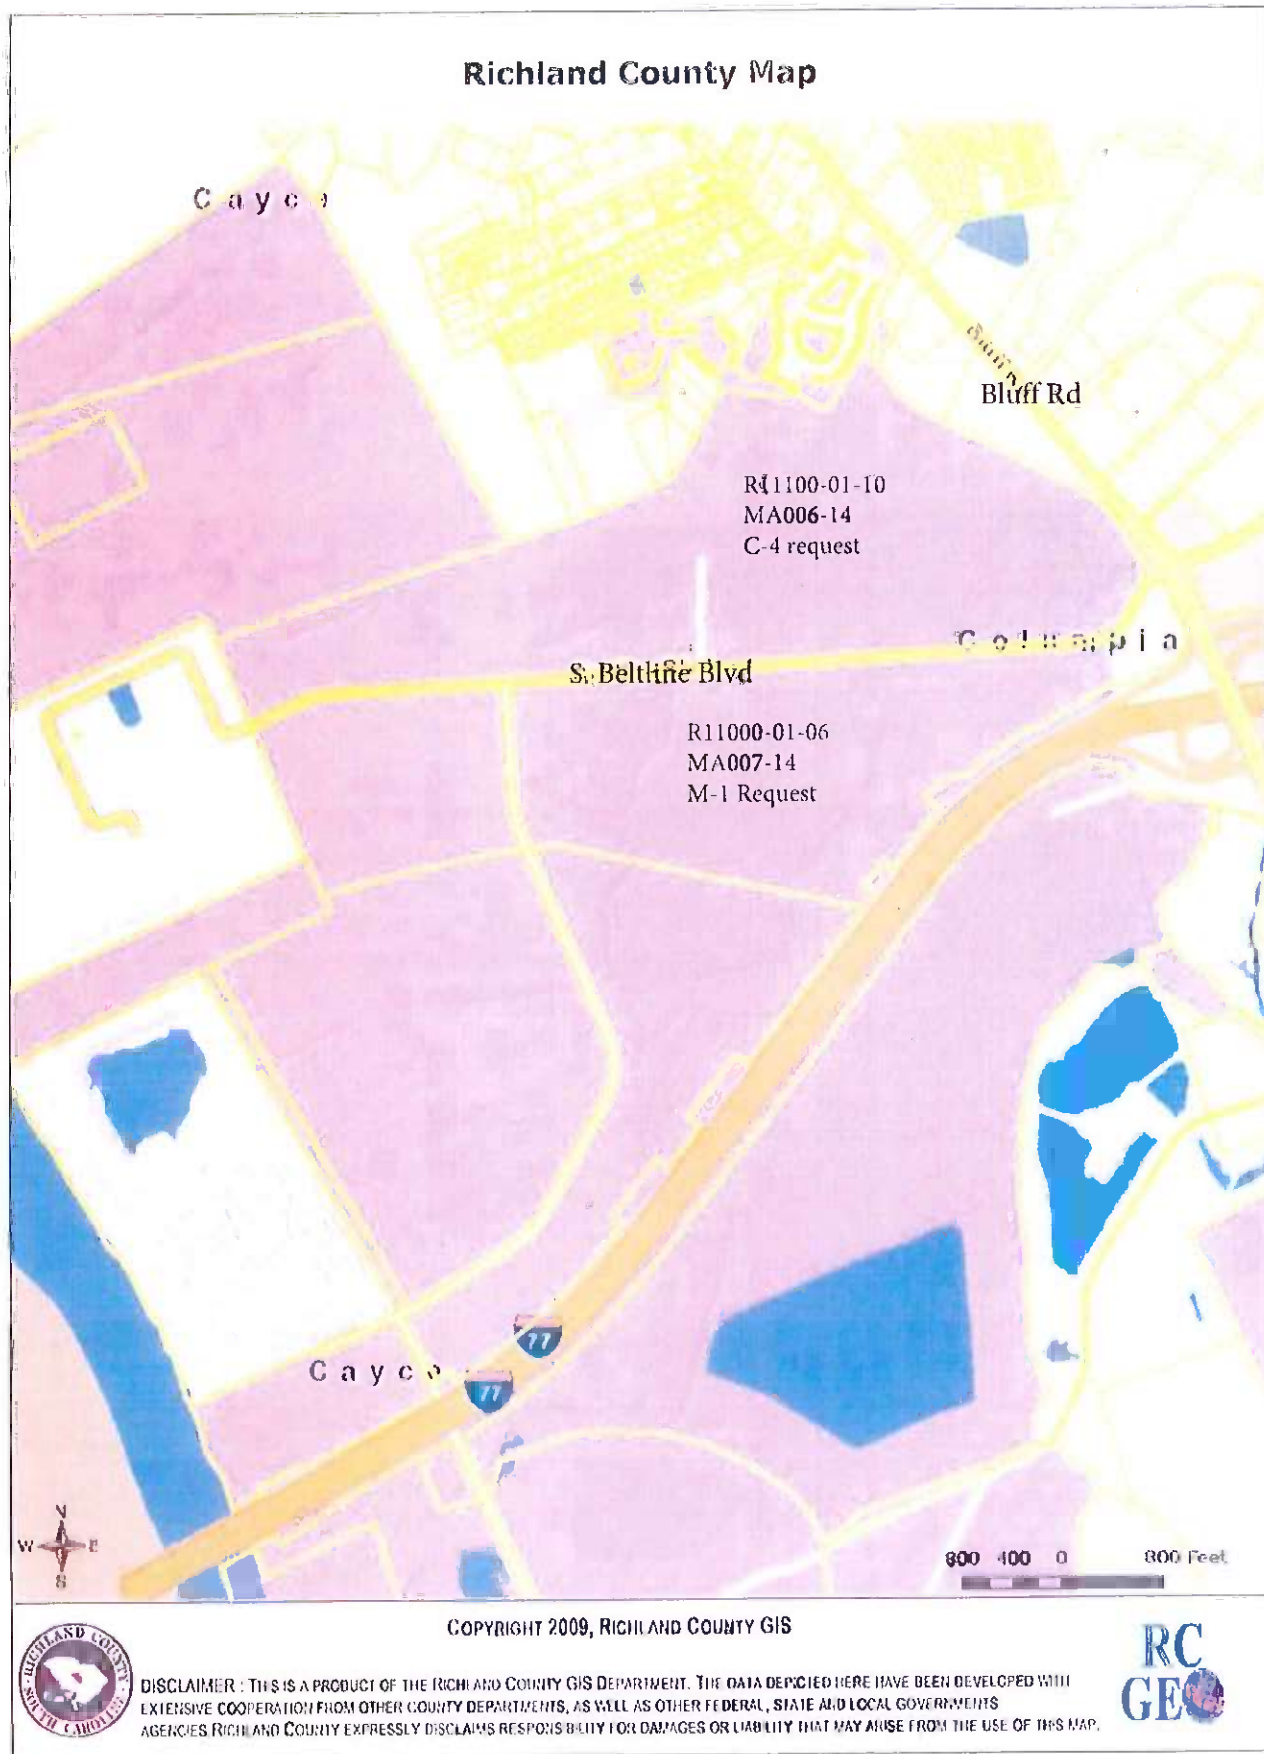 Richland County Map
Cayce
Bluff Rd
R11100-01-10
MA006-14
C-4 request
Columbia
S. Beltline Blvd
R11000-01-06
MA007-14
M-1 Request
77
77
Cayce
N
W E
S
800 400 0 800 Feet
COPYRIGHT 2009, RICHLAND COUNTY GIS
RICHLAND COUNTY
SOUTH CAROLINA
DISCLAIMER : THIS IS A PRODUCT OF THE RICHLAND COUNTY GIS DEPARTMENT. THE DATA DEPICTED HERE HAVE BEEN DEVELOPED WITH
EXTENSIVE COOPERATION FROM OTHER COUNTY DEPARTMENTS, AS WELL AS OTHER FEDERAL, STATE AND LOCAL GOVERNMENTS
AGENCIES RICHLAND COUNTY EXPRESSLY DISCLAIMS RESPONSIBILITY FOR DAMAGES OR LIABILITY THAT MAY ARISE FROM THE USE OF THIS MAP.
RC
GEO